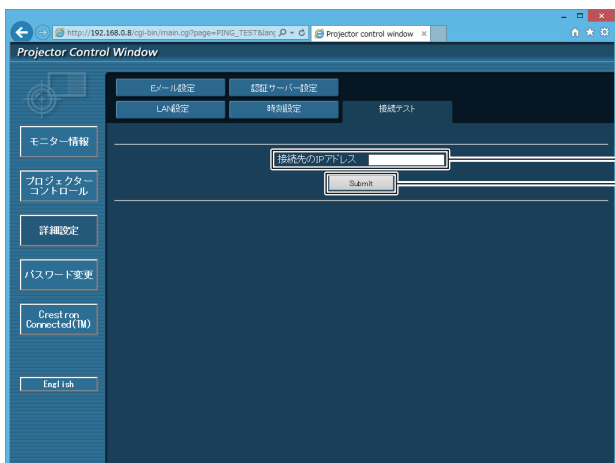 http://192.168.0.8/cgi-bin/main.cgi?page=PING_TEST&lang
Projector control window
Projector Control Window
Eメール設定
認証サーバー設定
LAN設定
時刻設定
接続テスト
モニター情報
接続先のIPアドレス
プロジェクター
コントロール
Submit
詳細設定
パスワード変更
Crestron
Connected(TM)
English